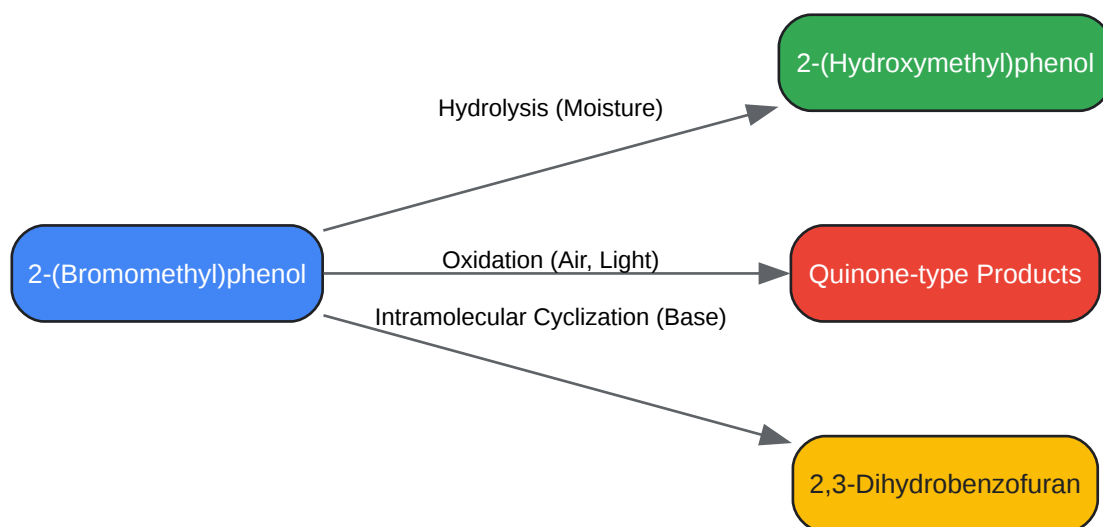 2-(Hydroxymethyl)phenol
Hydrolysis (Moisture)
2-(Bromomethyl)phenol
Oxidation (Air, Light)
Quinone-type Products
Intramolecular Cyclization (Base)
2,3-Dihydrobenzofuran